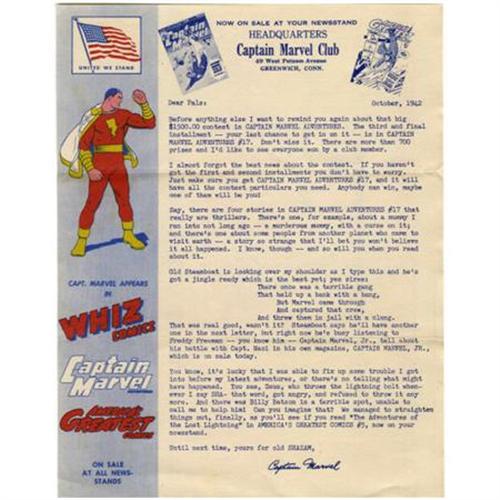 NOW ON SALE AT YOUR NEWSSTAND
HEADQUARTERS
Captain Marvel Club
49 West Putnam Avenue
GREENWICH, CONN.
Captain Marvel
UNITED WE STAND
Dear Pals: October, 1942
Before anything else I want to remind you again about that big
$1500.00 contest in CAPTAIN MARVEL ADVENTURES. The third and final
installment -- your last chance to get in on it -- is in CAPTAIN MARVEL
ADVENTURES #17. Don't miss it. There are more than 700
prizes and I'd like to see everyone won by a club member.
I almost forgot the best news about the contest. If you haven't
got the first and second installments you don't have to worry.
Just make sure you get CAPTAIN MARVEL ADVENTURES #17, and it will
have all the contest particulars you need. Anybody can win, maybe
one of them will be you!
Say, there are four stories in CAPTAIN MARVEL ADVENTURES #17 that
really are thrillers. There's one, for example, about a mummy I
ran into not long ago -- a murderous mummy, with a curse on it;
and there's one about some people from another planet who came to
visit earth -- a story so strange that I'll bet you won't believe
it all happened. I know, though -- and so will you when you read
it.
Old Steamboat is looking over my shoulder as I type this and he's
got a jingle ready which is the best yet; yes sires:
There once was a terrible gang
That held up a bank with a bang,
But Marvel came through
And captured that crew,
And threw them in jail with a clang.
That was real good, wasn't it? Steamboat says he'll have another
one in the next letter, but right now he's busy listening to
Freddy Freeman -- you know him -- Captain Marvel, Jr., tell about
his battle with Capt. Nazi in his own magazine, CAPTAIN MARVEL, JR.,
which is on sale today.
You know, it's lucky that I was able to fix up some trouble I got
into before my latest adventures, or there's no telling what might
have happened. You see, Zeus, who throws the lightning bolt when-
ever I say SHA- that word, got angry, and refused to throw it any
more. And there was Billy Batson in a terrible spot, unable to
call me to help him! Can you imagine that! We managed to straighten
things out, finally, as you'll see if you read "The Adventures of
the Lost Lightning" in AMERICA'S GREATEST COMICS #5, now on your
newsstand.
Until next time, yours for old SHAZAM,
Captain Marvel
CAPT. MARVEL APPEARS
IN
WHIZ
COMICS
Captain
Marvel
America's
GREATEST
COMICS
ON SALE
AT ALL NEWS-
STANDS